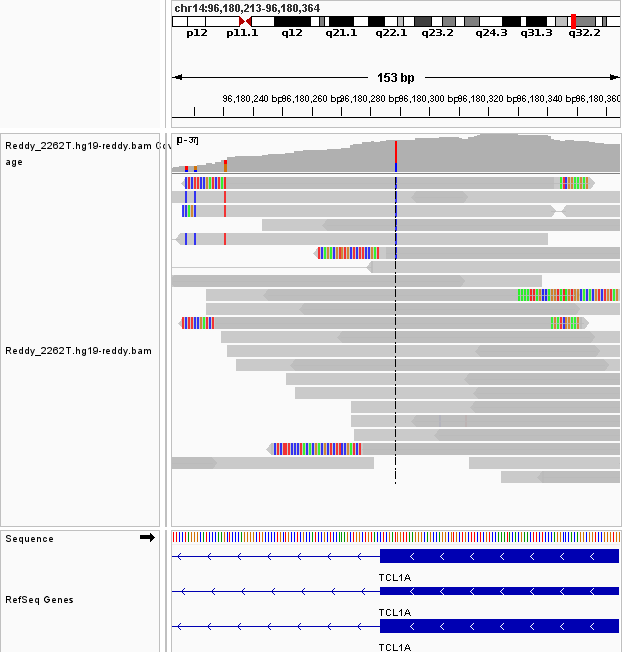 chr14:96,180,213-96,180,364
p12 p11.1 q12 q21.1 q22.1 q23.2 q24.3 q31.3 q32.2
153 bp
96,180,240 bp 96,180,260 bp 96,180,280 bp 96,180,300 bp 96,180,320 bp 96,180,340 bp 96,180,360
Reddy_2262T.hg19-reddy.bam Cov
age
[0 - 37]
Reddy_2262T.hg19-reddy.bam
Sequence
TCL1A
RefSeq Genes
TCL1A
TCL1A